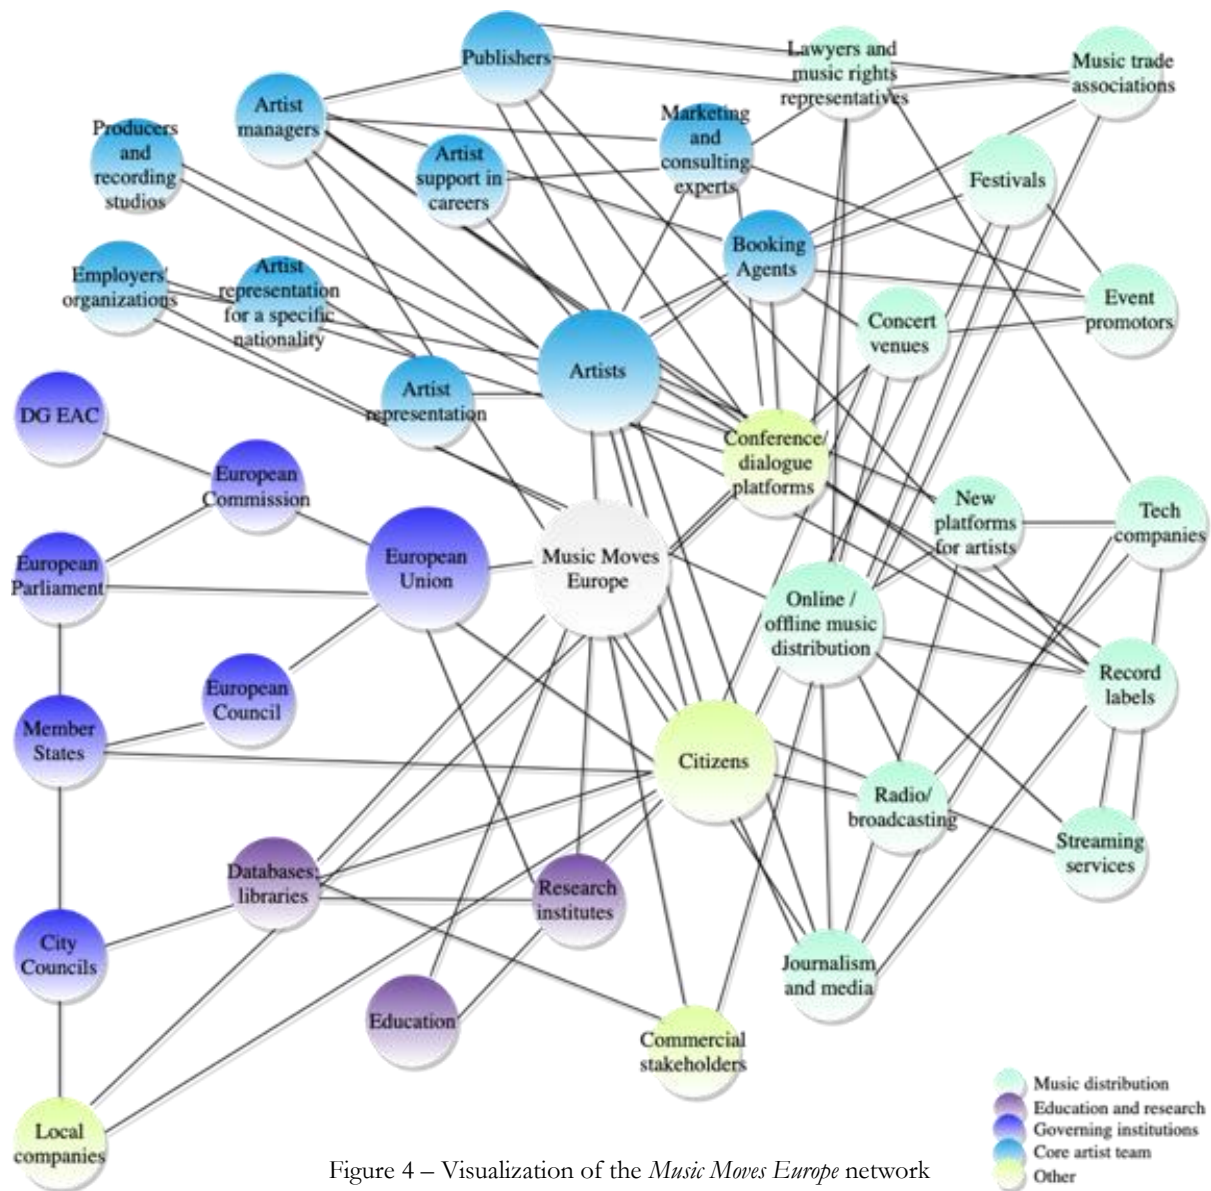 Publishers
Lawyers and
music rights
representatives
Music trade
associations
Artist
managers
Marketing
and
consulting
experts
Producers
and
recording
studios
Artist
support in
careers
Festivals
Booking
Agents
Employers'
organizations
Artist
representation
for a specific
nationality
Event
promotors
Concert
venues
Artists
Artist
representation
DG EAC
Conference/
dialogue
platforms
European
Commission
New
platforms
for artists
Tech
companies
European
Parliament
European
Union
Music Moves
Europe
Online /
offline music
distribution
Record
labels
European
Council
Member
States
Citizens
Radio/
broadcasting
Streaming
services
Databases;
libraries
Research
institutes
City
Councils
Journalism
and media
Education
Commercial
stakeholders
Local
companies
Music distribution
Education and research
Governing institutions
Core artist team
Other
Figure 4 – Visualization of the Music Moves Europe network